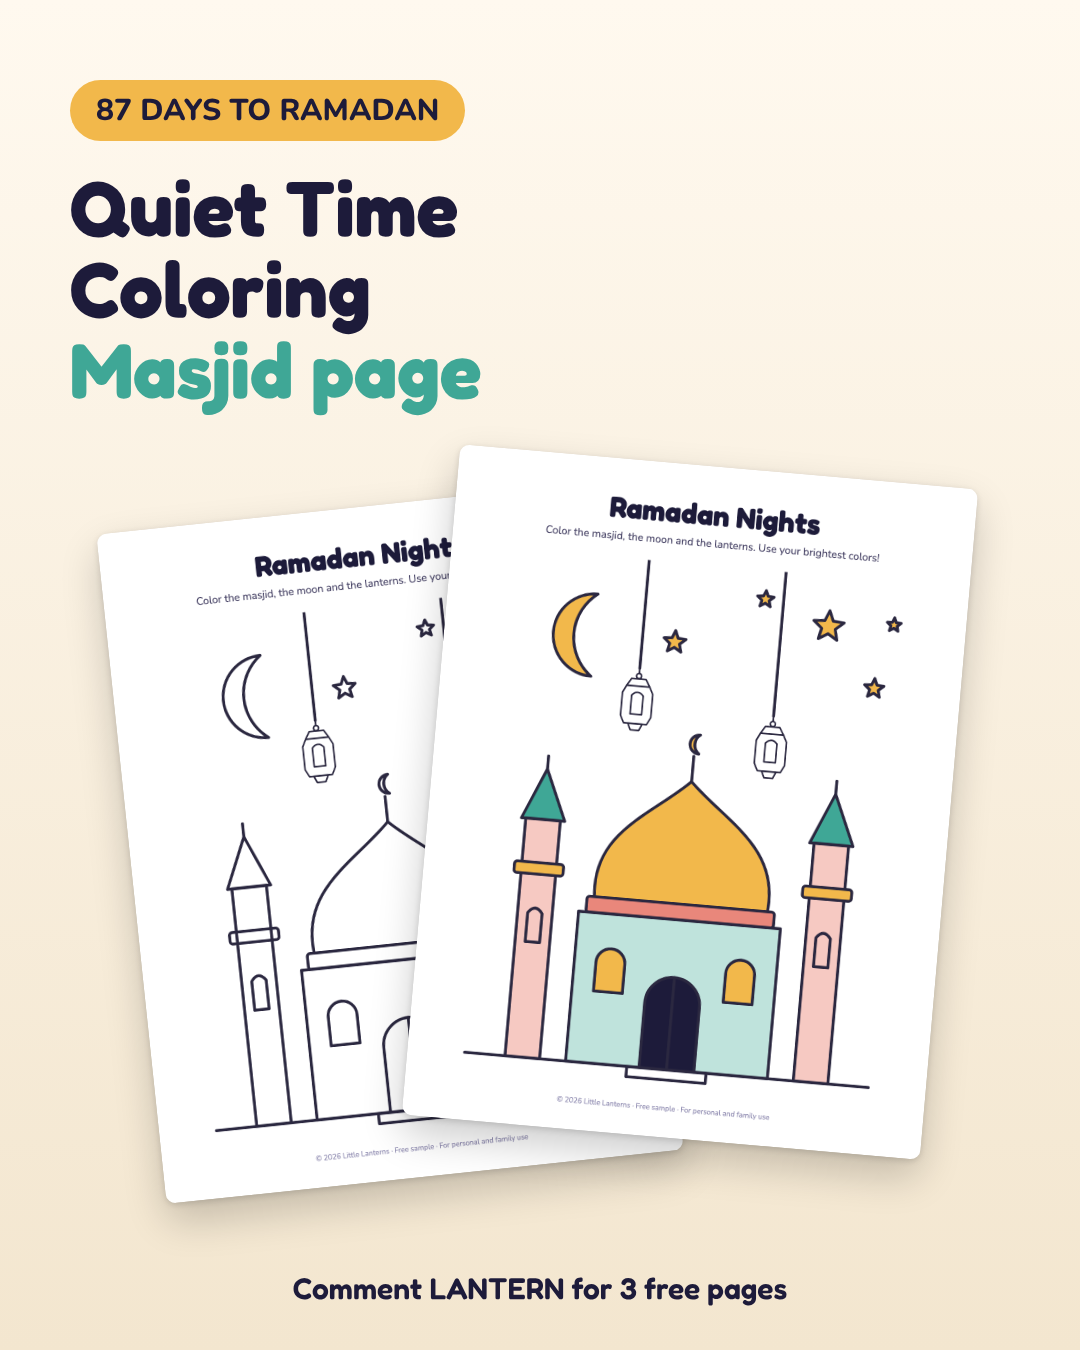 87 DAYS TO RAMADAN
Quiet Time
Coloring
Masjid page
Ramadan Night
Color the masjid, the moon and the lanterns. Use your
© 2026 Little Lanterns · Free sample · For personal and family use
Ramadan Nights
Color the masjid, the moon and the lanterns. Use your brightest colors!
© 2026 Little Lanterns · Free sample · For personal and family use
Comment LANTERN for 3 free pages